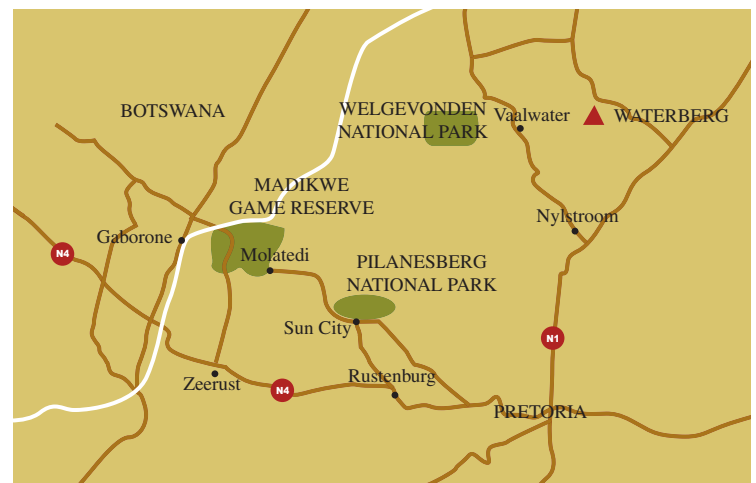 BOTSWANA
WELGEVONDEN
NATIONAL PARK
Vaalwater
WATERBERG
MADIKWE
GAME RESERVE
Nylstroom
Gaborone
N4
Molatedi
PILANESBERG
NATIONAL PARK
Sun City
N1
Zeerust
N4
Rustenburg
PRETORIA